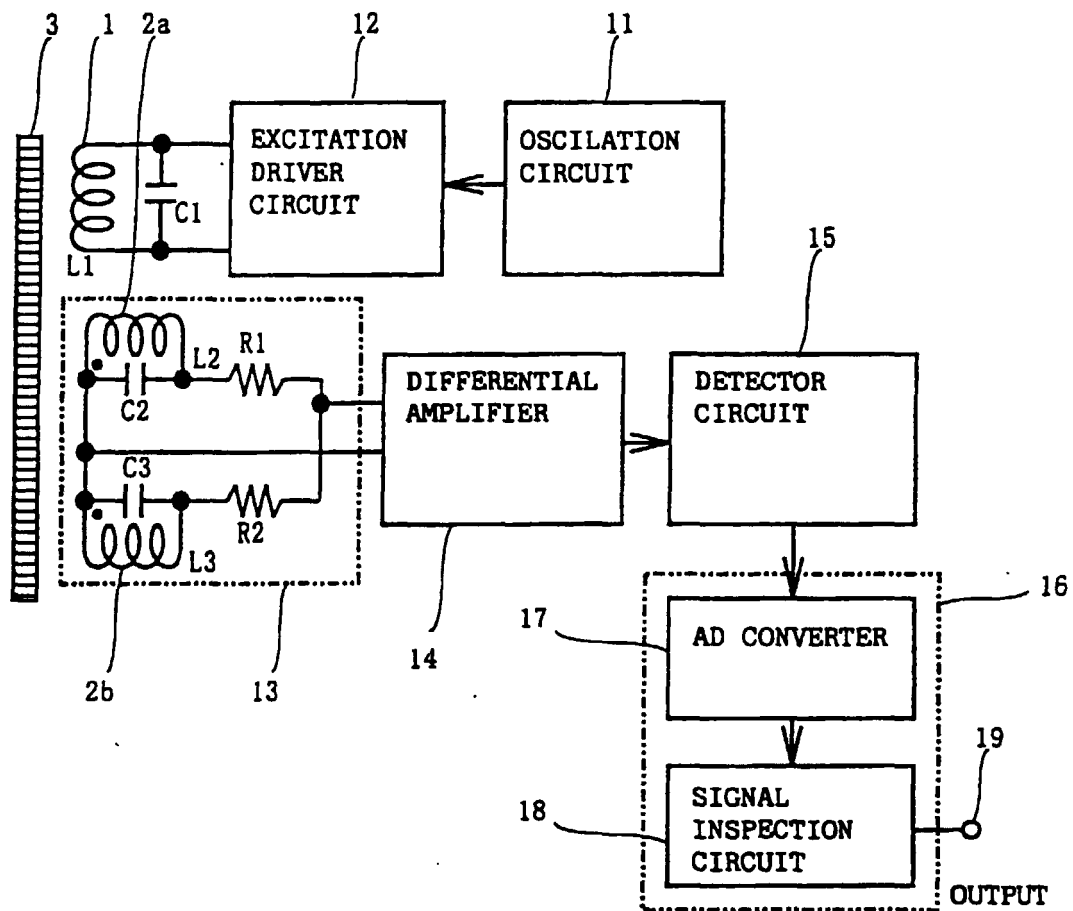 3
1
2a
12
11
EXCITATION
DRIVER
CIRCUIT
OSCILATION
CIRCUIT
C1
L1
15
R1
L2
C2
DIFFERENTIAL
AMPLIFIER
DETECTOR
CIRCUIT
C3
R2
L3
2b
13
14
16
17
AD CONVERTER
18
SIGNAL
INSPECTION
CIRCUIT
19
OUTPUT